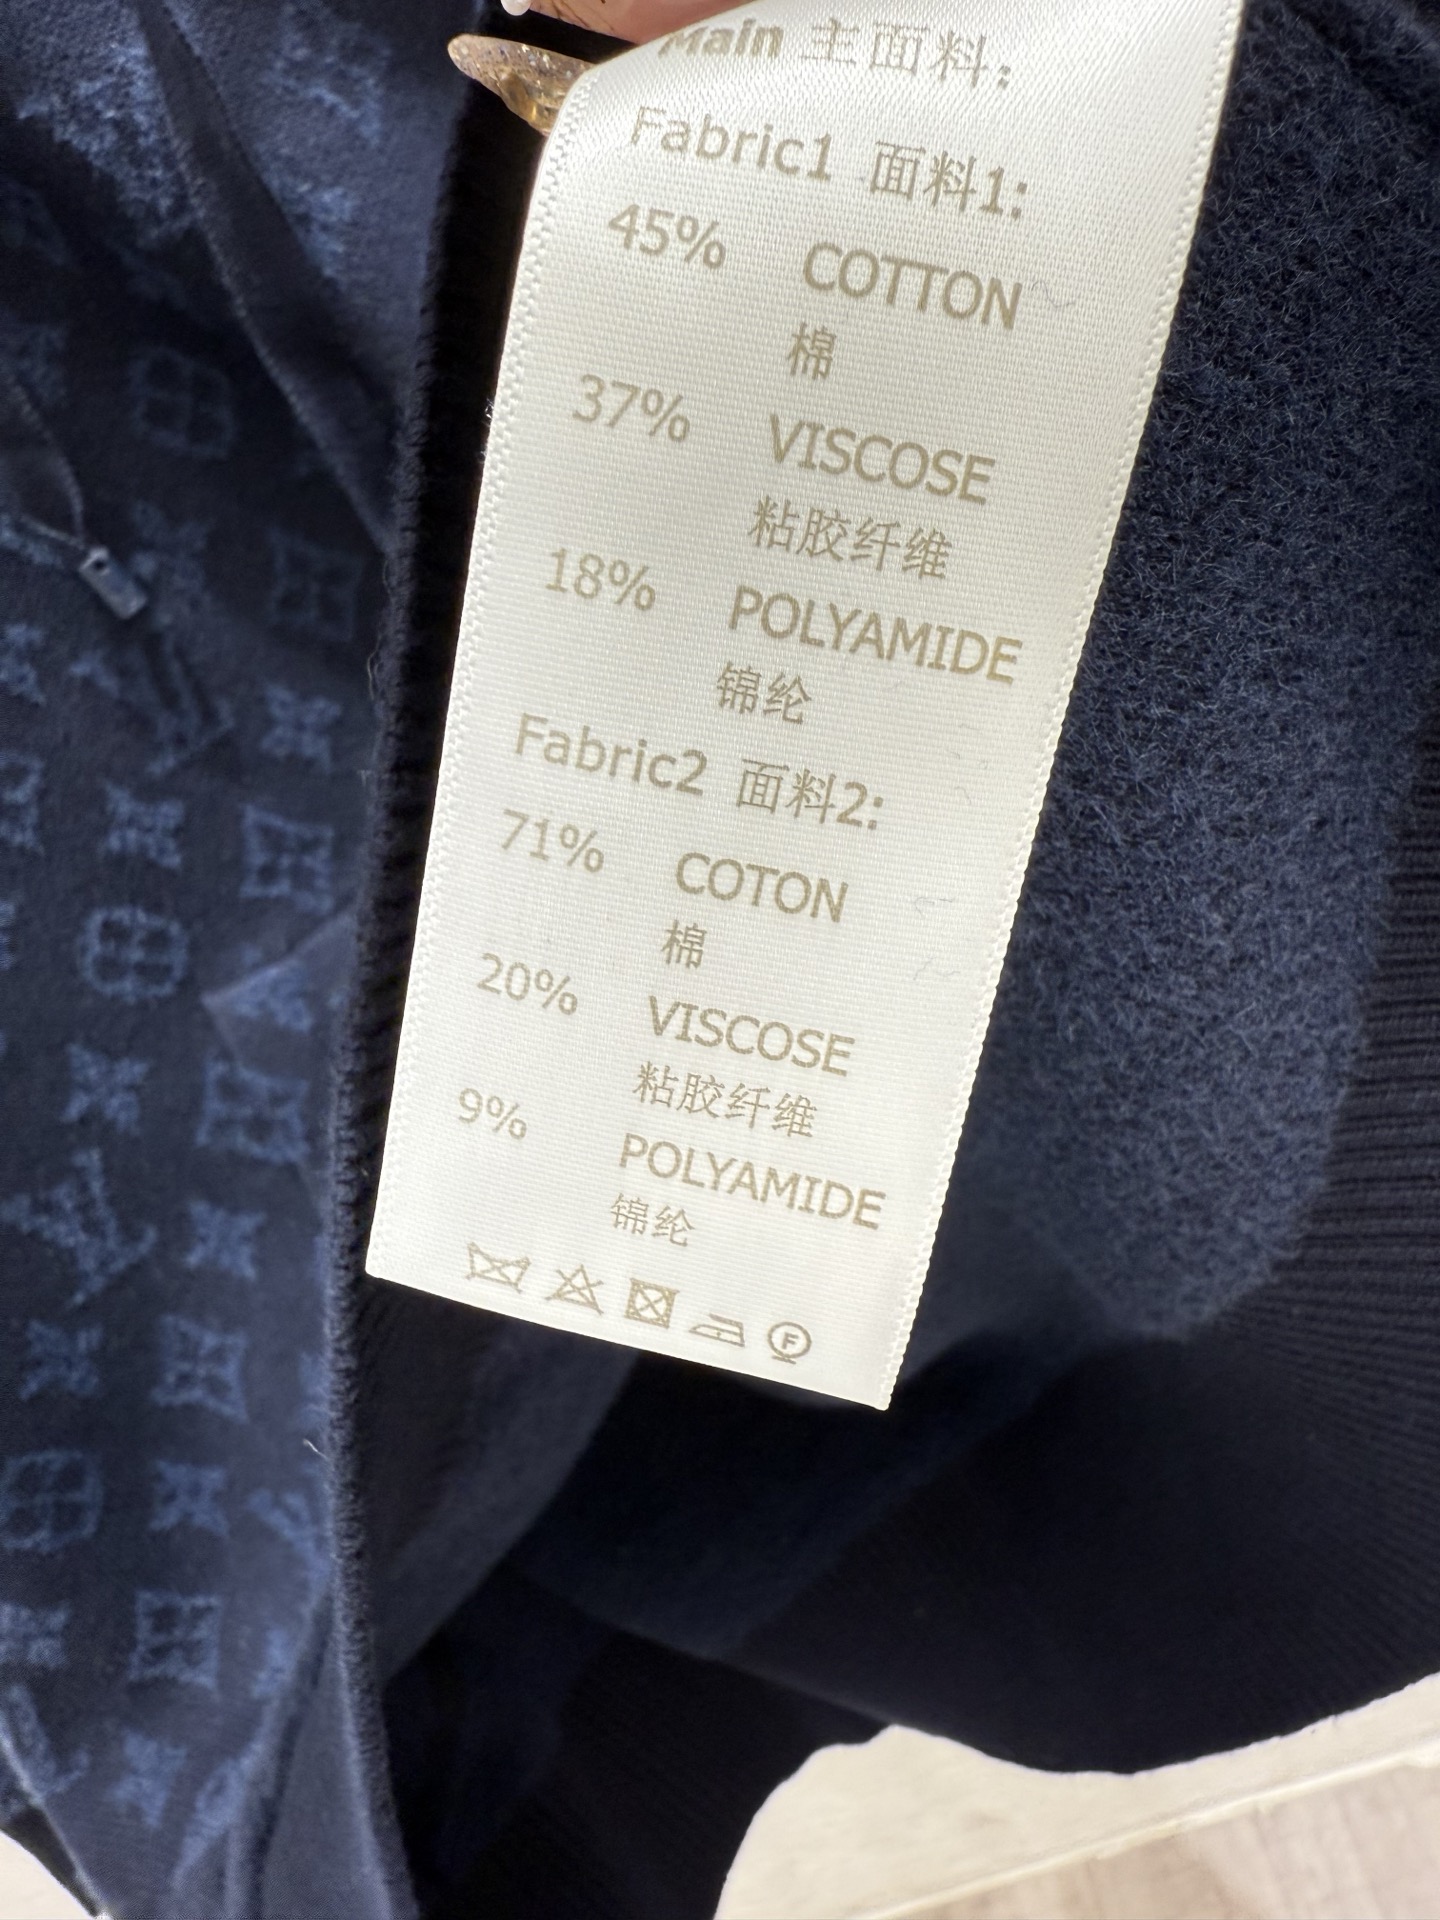 Main 主面料:
Fabric1 面料1:
45% COTTON
棉
37% VISCOSE
粘胶纤维
18% POLYAMIDE
锦纶
Fabric2 面料2:
71% COTON
棉
20% VISCOSE
粘胶纤维
9% POLYAMIDE
锦纶
F